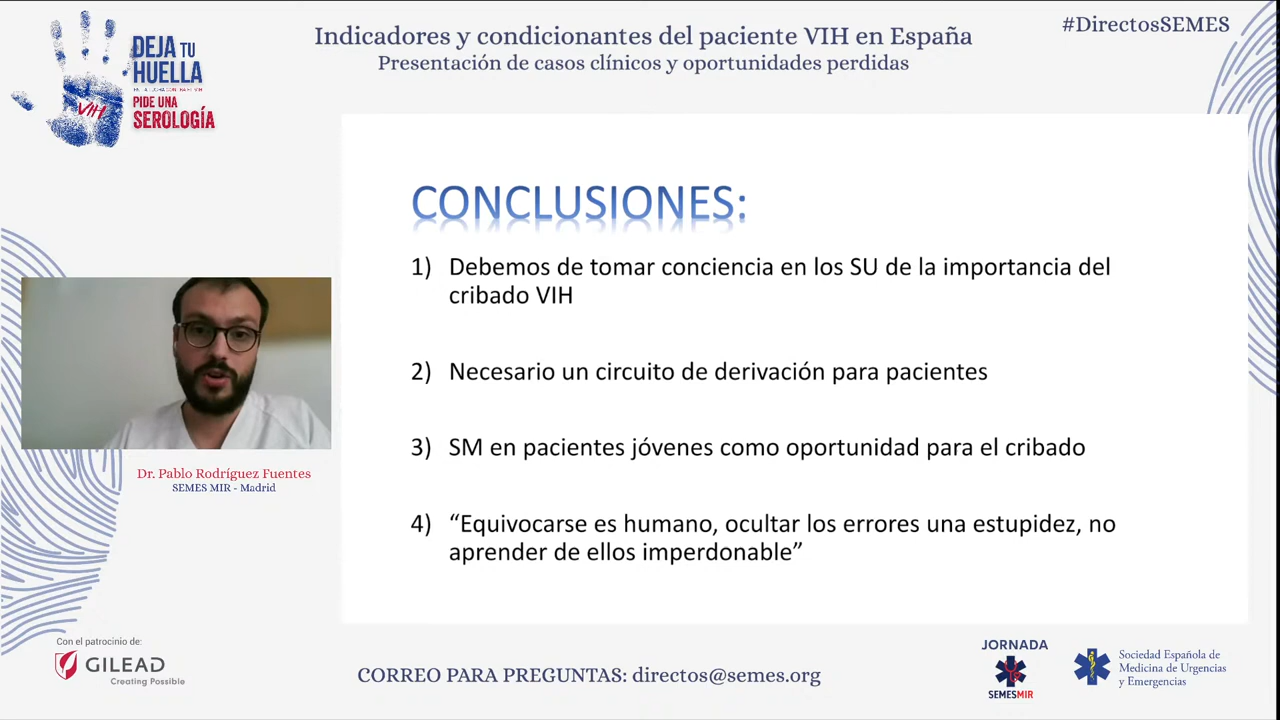 #DirectosSEMES
Indicadores y condicionantes del paciente VIH en España
Presentación de casos clínicos y oportunidades perdidas
DEJA TU
HUELLA
PIDE UNA
SEROLOGÍA
VIH
CONCLUSIONES:
1) Debemos de tomar conciencia en los SU de la importancia del
cribado VIH
2) Necesario un circuito de derivación para pacientes
3) SM en pacientes jóvenes como oportunidad para el cribado
4) “Equivocarse es humano, ocultar los errores una estupidez, no
aprender de ellos imperdonable”
Dr. Pablo Rodríguez Fuentes
SEMES MIR - Madrid
Con el patrocinio de:
GILEAD
Creating Possible
CORREO PARA PREGUNTAS: directos@semes.org
JORNADA
SEMESMIR
Sociedad Española de
Medicina de Urgencias
y Emergencias